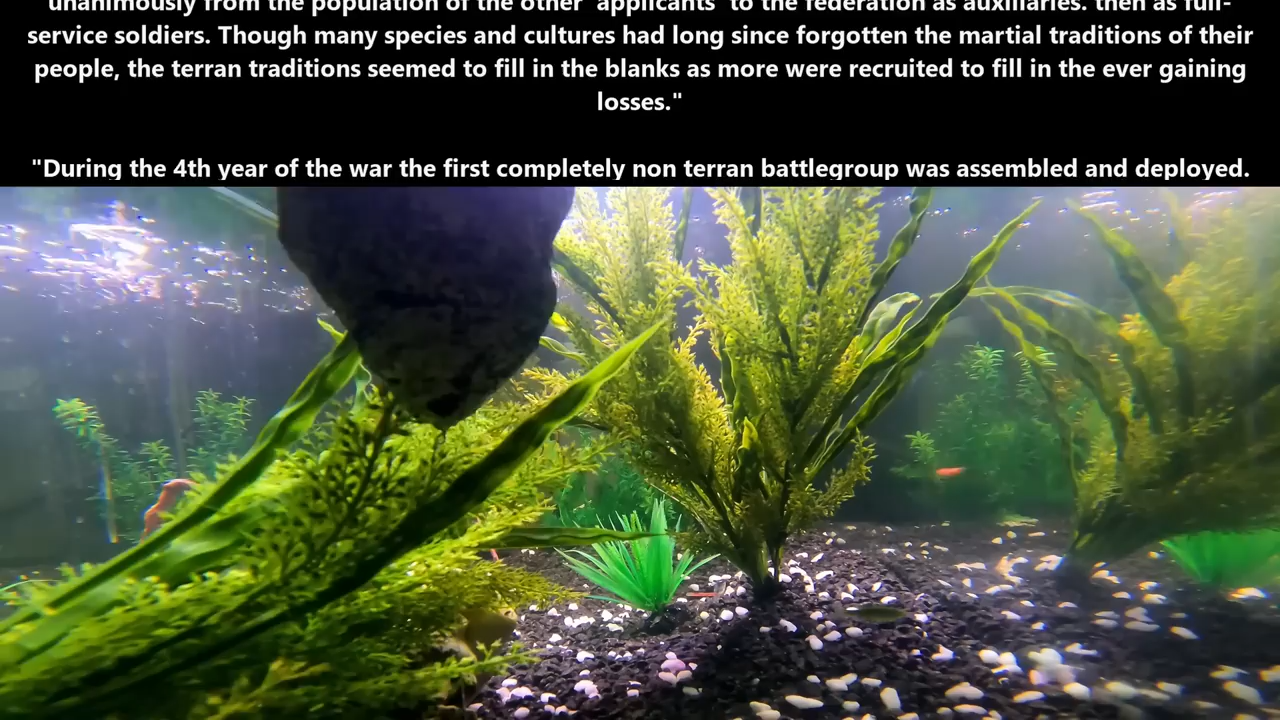 unanimously from the population of the other "applicants" to the federation as auxiliaries. then as full-
service soldiers. Though many species and cultures had long since forgotten the martial traditions of their
people, the terran traditions seemed to fill in the blanks as more were recruited to fill in the ever gaining
losses."
"During the 4th year of the war the first completely non terran battlegroup was assembled and deployed.